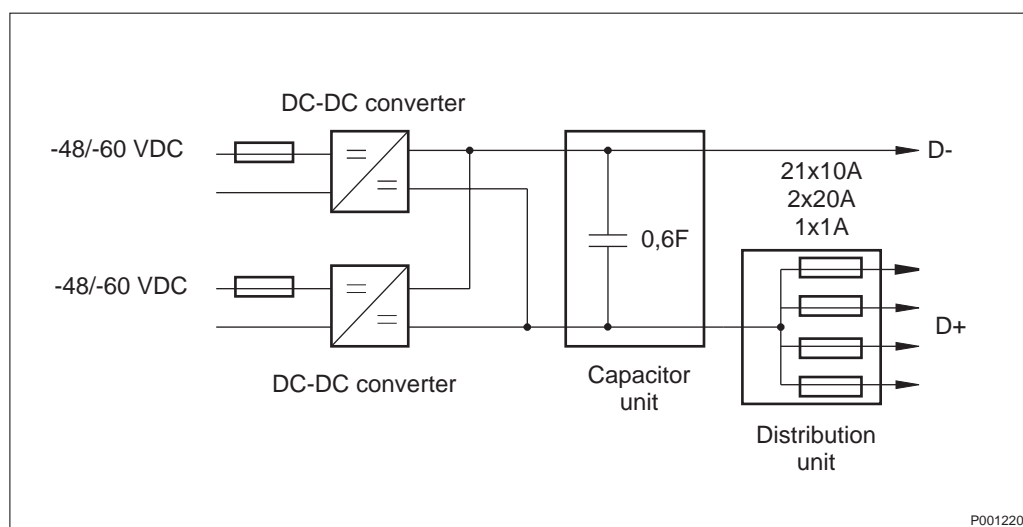 DC-DC converter
-48/-60 VDC
D-
21x10A
2x20A
1x1A
0,6F
-48/-60 VDC
D+
DC-DC converter
Capacitor
unit
Distribution
unit
P001220